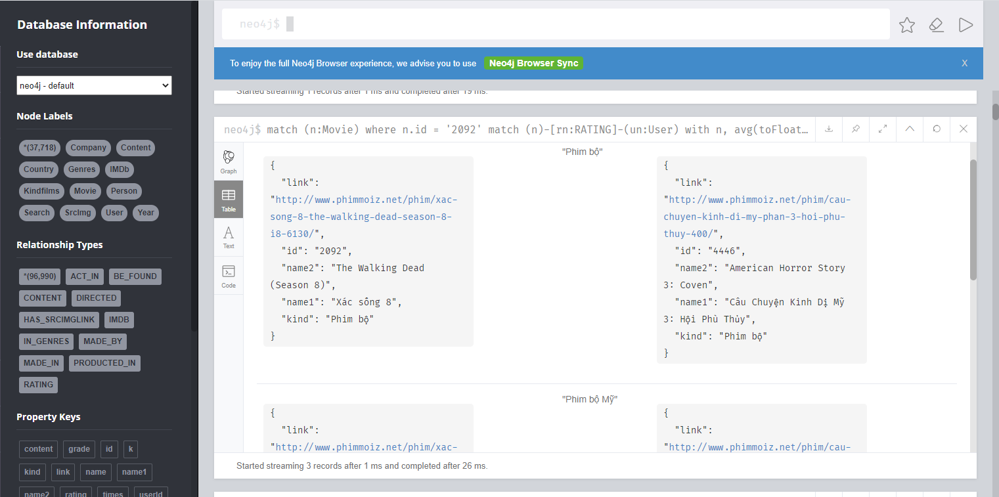 Database Information
Use database
neo4j - default
Node Labels
*(37,718) Company Content
Country Genres IMDb
Kindfilms Movie Person
Search SrcImg User Year
Relationship Types
*(96,990) ACT_IN BE_FOUND
CONTENT DIRECTED
HAS_SRCIMGLINK IMDB
IN_GENRES MADE_BY
MADE_IN PRODUCTED_IN
RATING
Property Keys
content grade id k
kind link name name1
name2 rating times userId
neo4j$
To enjoy the full Neo4j Browser experience, we advise you to use Neo4j Browser Sync X
Started streaming 1 records after 1 ms and completed after 19 ms.
neo4j$ match (n:Movie) where n.id = '2092' match (n)-[rn:RATING]-(un:User) with n, avg(toFloat…
Graph
Table
Text
Code
{
"link":
"http://www.phimmoiz.net/phim/xac-
song-8-the-walking-dead-season-8-
i8-6130/",
"id": "2092",
"name2": "The Walking Dead
(Season 8)",
"name1": "Xác sống 8",
"kind": "Phim bộ"
}
"Phim bộ"
{
"link":
"http://www.phimmoiz.net/phim/cau-
chuyen-kinh-di-my-phan-3-hoi-phu-
thuy-400/",
"id": "4446",
"name2": "American Horror Story
3: Coven",
"name1": "Câu Chuyện Kinh Dị Mỹ
3: Hội Phù Thủy",
"kind": "Phim bộ"
}
{
"link":
"http://www.phimmoiz.net/phim/xac-
"Phim bộ Mỹ"
{
"link":
"http://www.phimmoiz.net/phim/cau-
Started streaming 3 records after 1 ms and completed after 26 ms.